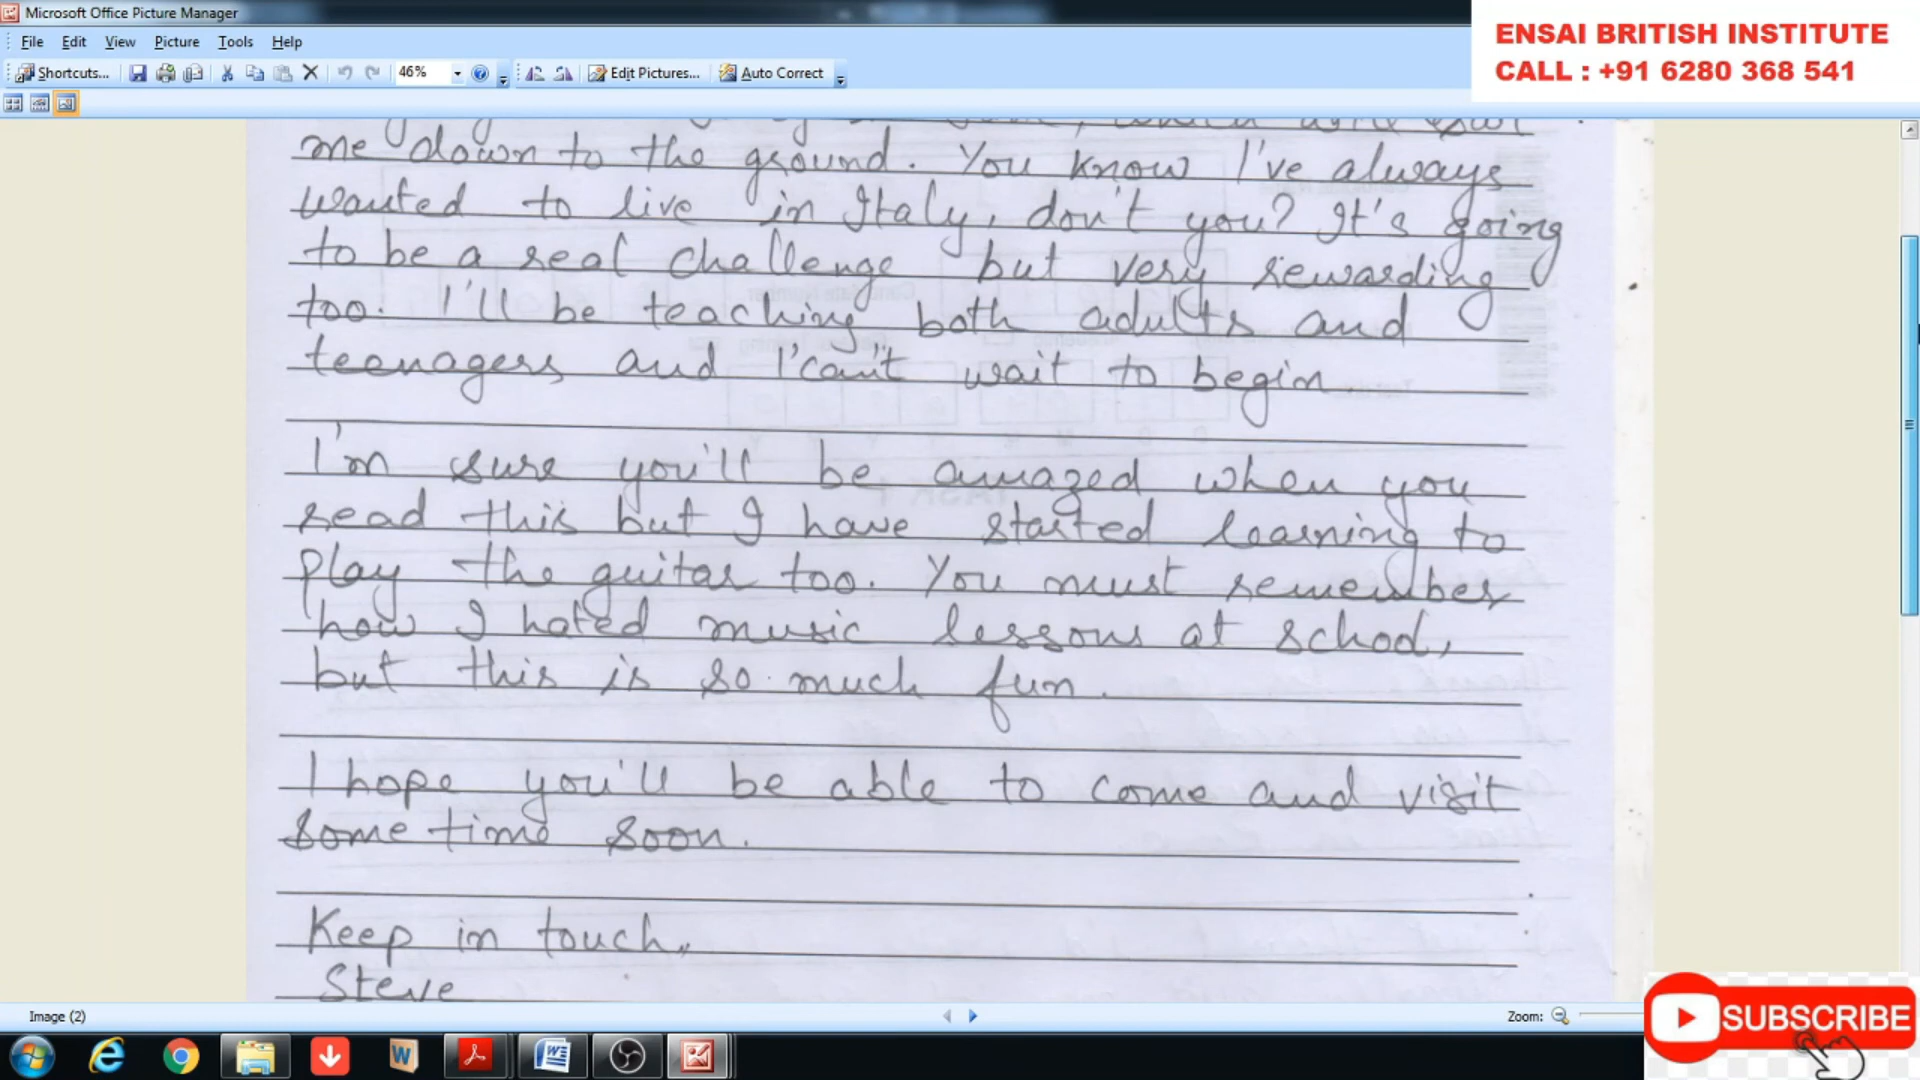 Microsoft Office Picture Manager
File Edit View Picture Tools Help
Shortcuts... 46% Edit Pictures... Auto Correct
ENSAI BRITISH INSTITUTE
CALL : +91 6280 368 541
me down to the ground. You know I've always
wanted to live in Italy, don't you? It's going
to be a real challenge but very rewarding
too. I'll be teaching both adults and
teenagers and I can't wait to begin.
I'm sure you'll be amazed when you
read this but I have started learning to
play the guitar too. You must remember
how I hated music lessons at school,
but this is so much fun.
I hope you'll be able to come and visit
some time soon.
Keep in touch,
Steve
Image (2)
Zoom:
SUBSCRIBE